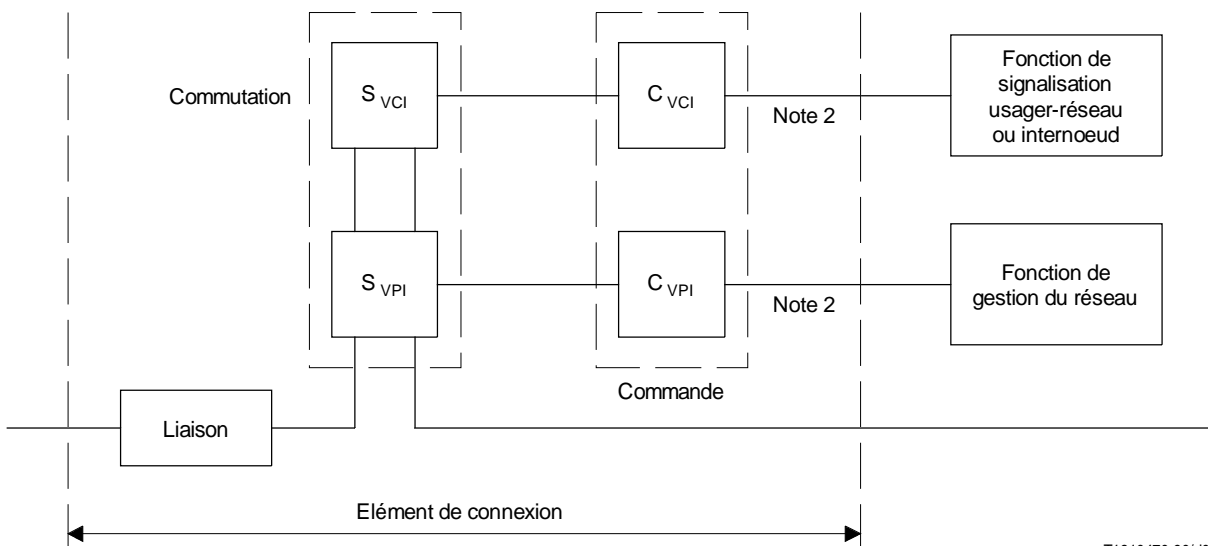 Commutation
S VCI
C VCI
Note 2
Fonction de
signalisation
usager-réseau
ou internoeud
S VPI
C VPI
Note 2
Fonction de
gestion du réseau
Commande
Liaison
Elément de connexion